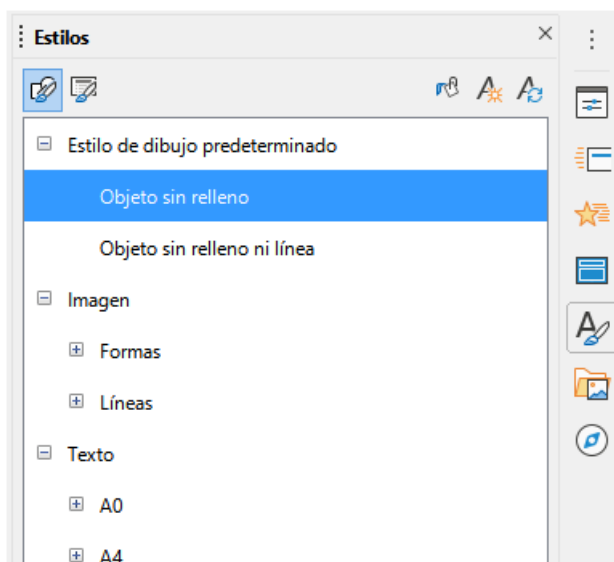 Estilos
Estilo de dibujo predeterminado
Objeto sin relleno
Objeto sin relleno ni línea
Imagen
Formas
Líneas
Texto
A0
A4